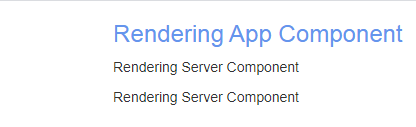 Rendering App Component
Rendering Server Component
Rendering Server Component